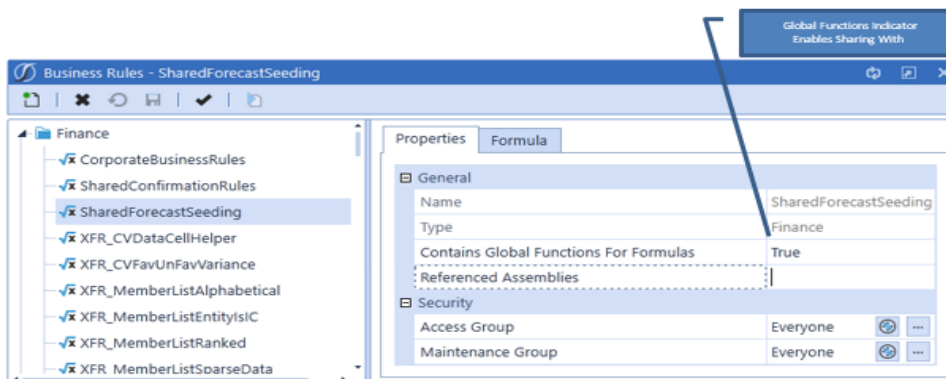 Global Functions Indicator
Enables Sharing With
Business Rules - SharedForecastSeeding
Finance
CorporateBusinessRules
SharedConfirmationRules
SharedForecastSeeding
XFR_CVDataCellHelper
XFR_CVFavUnFavVariance
XFR_MemberListAlphabetical
XFR_MemberListEntityIsIC
XFR_MemberListRanked
XFR_MemberListSparseData
Properties
Formula
General
Name SharedForecastSeeding
Type Finance
Contains Global Functions For Formulas True
Referenced Assemblies
Security
Access Group Everyone
Maintenance Group Everyone